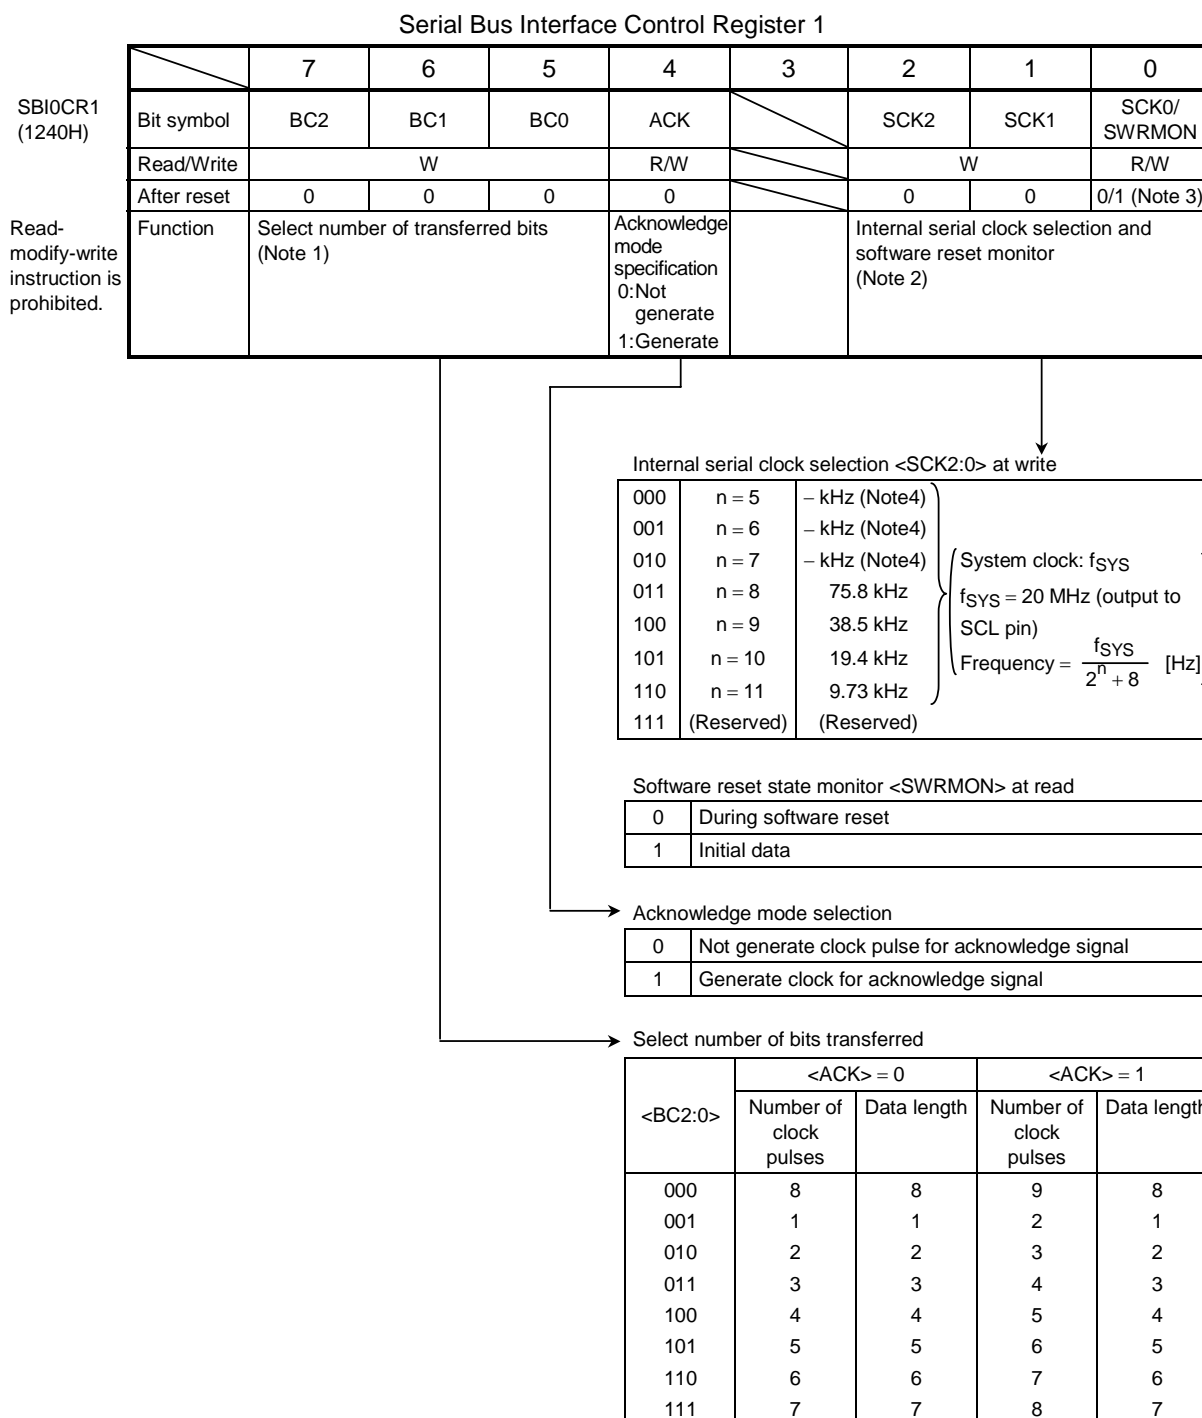 Serial Bus Interface Control Register 1
7 6 5 4 3 2 1 0
SBI0CR1
(1240H)
Bit symbol BC2 BC1 BC0 ACK SCK2 SCK1 SCK0/
SWRMON
Read/Write W R/W W R/W
After reset 0 0 0 0 0 0 0/1 (Note 3)
Read-
modify-write
instruction is
prohibited.
Function
Select number of transferred bits
(Note 1)
Acknowledge
mode
specification
0:Not
generate
1:Generate
Internal serial clock selection and
software reset monitor
(Note 2)
Internal serial clock selection <SCK2:0> at write
000 n = 5 − kHz (Note4)
001 n = 6 − kHz (Note4)
010 n = 7 − kHz (Note4)
011 n = 8 75.8 kHz
100 n = 9 38.5 kHz
101 n = 10 19.4 kHz
110 n = 11 9.73 kHz
111 (Reserved) (Reserved)
System clock: fSYS
fSYS = 20 MHz (output to
SCL pin)
Frequency = fSYS / 2^n + 8 [Hz]
Software reset state monitor <SWRMON> at read
0 During software reset
1 Initial data
Acknowledge mode selection
0 Not generate clock pulse for acknowledge signal
1 Generate clock for acknowledge signal
Select number of bits transferred
<BC2:0>
<ACK> = 0 <ACK> = 1
Number of
clock
pulses
Data length
Number of
clock
pulses
Data length
000 8 8 9 8
001 1 1 2 1
010 2 2 3 2
011 3 3 4 3
100 4 4 5 4
101 5 5 6 5
110 6 6 7 6
111 7 7 8 7